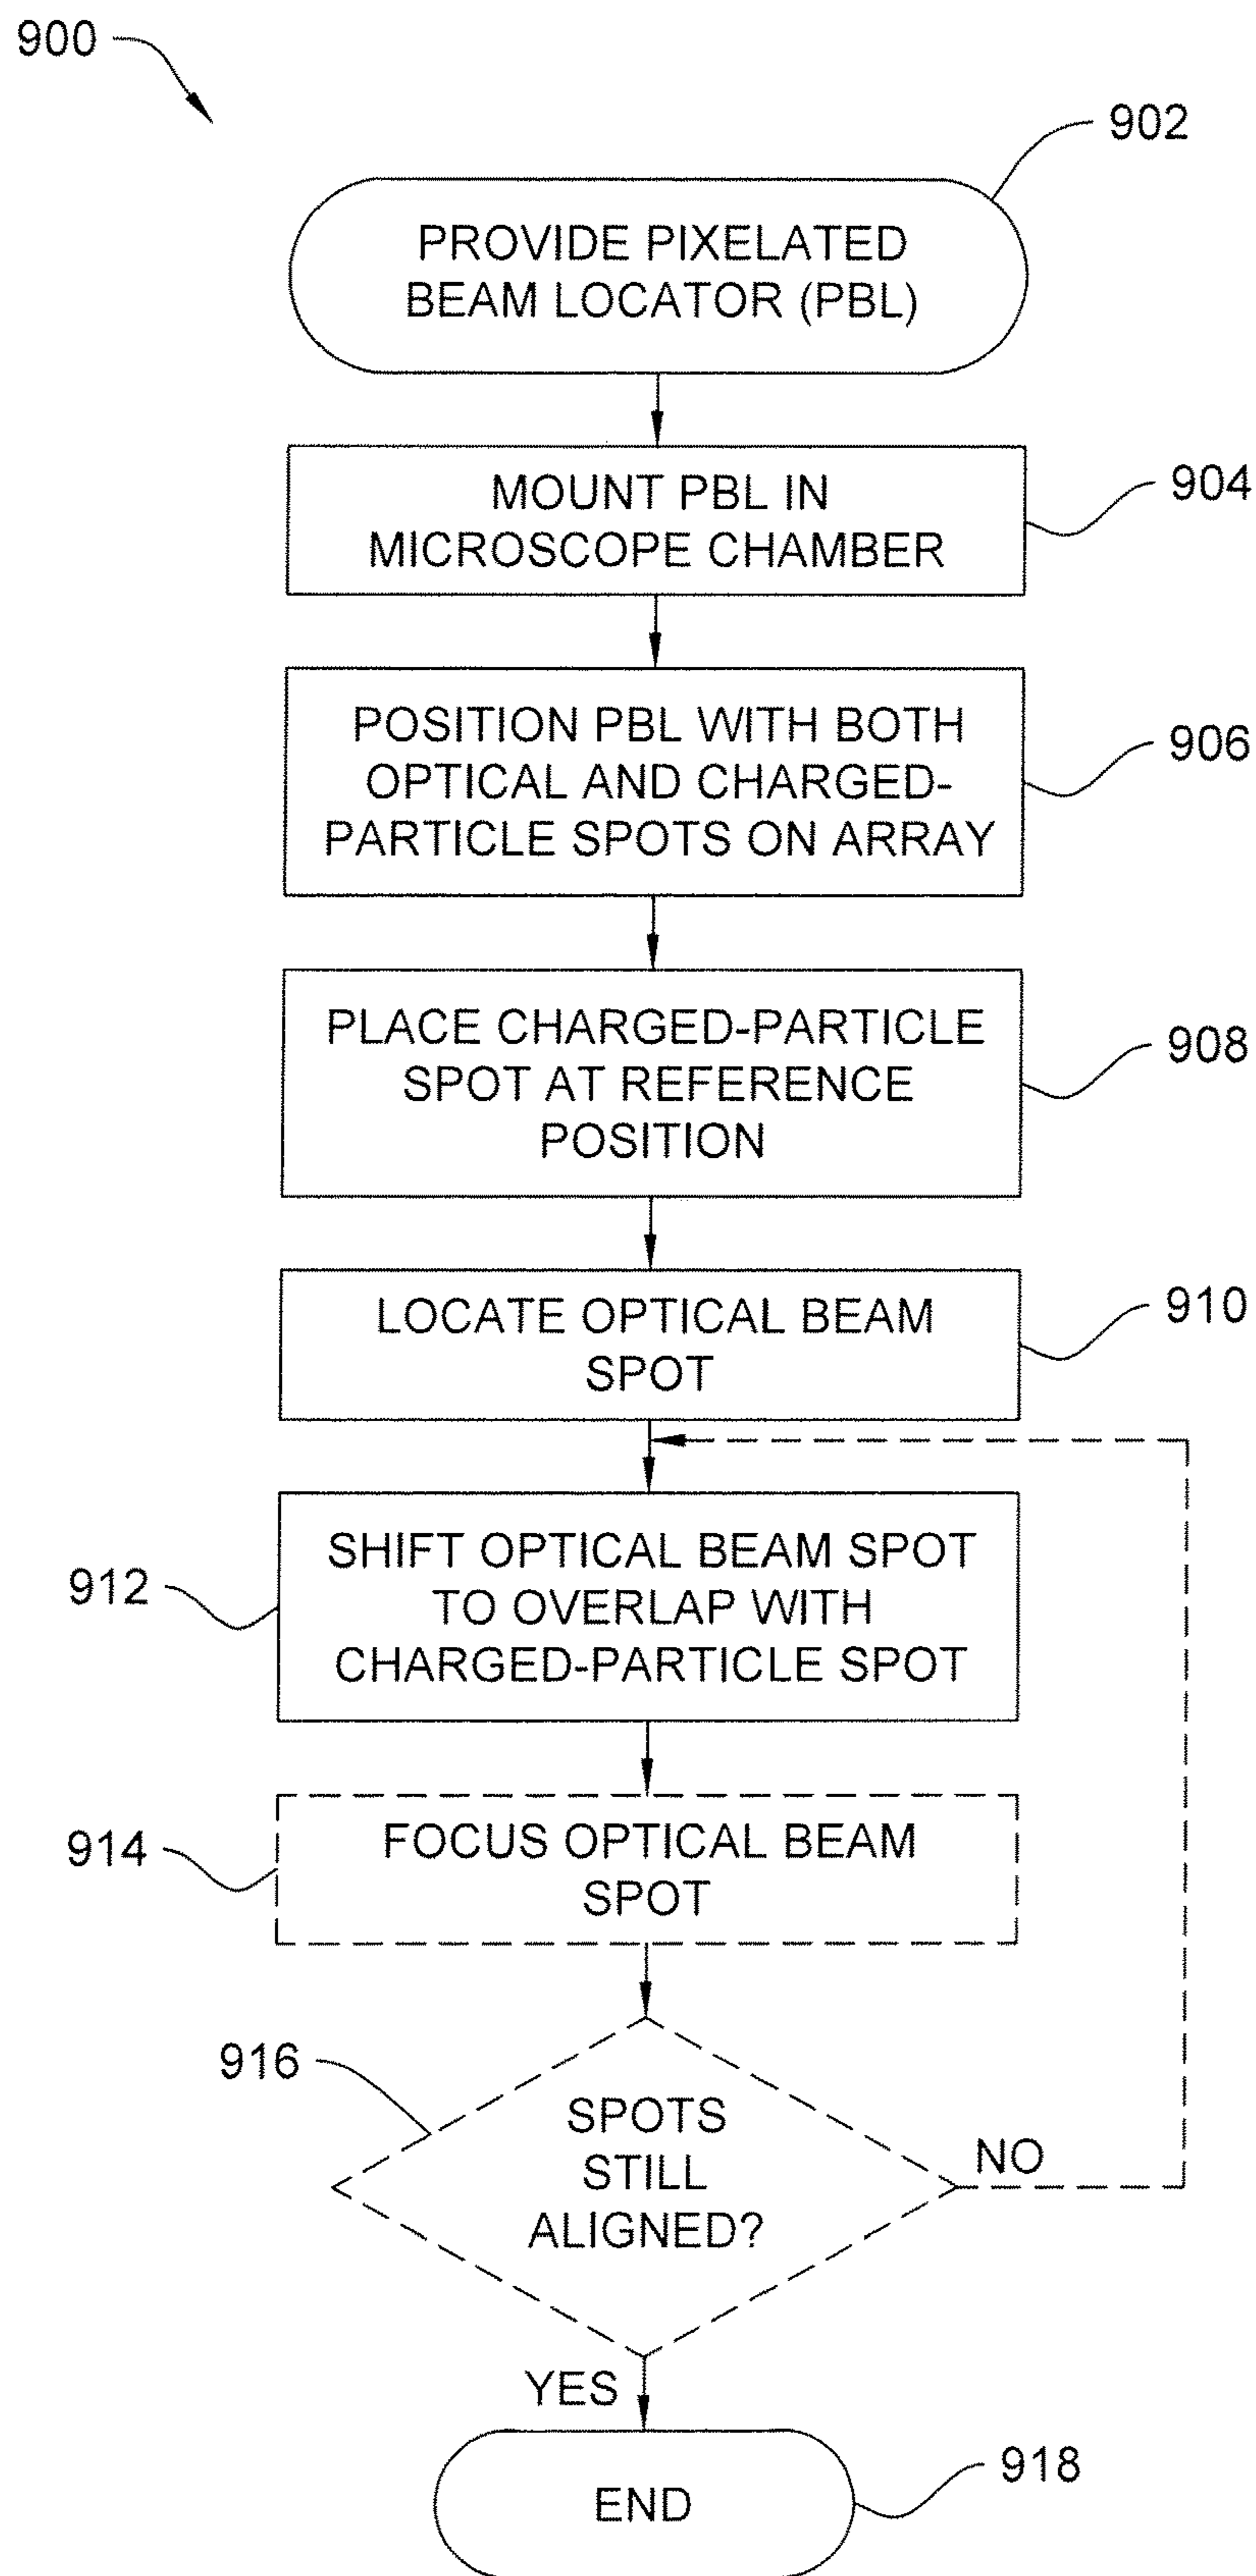 900
902
PROVIDE PIXELATED
BEAM LOCATOR (PBL)
MOUNT PBL IN
MICROSCOPE CHAMBER
904
POSITION PBL WITH BOTH
OPTICAL AND CHARGED-
PARTICLE SPOTS ON ARRAY
906
PLACE CHARGED-PARTICLE
SPOT AT REFERENCE
POSITION
908
LOCATE OPTICAL BEAM
SPOT
910
SHIFT OPTICAL BEAM SPOT
TO OVERLAP WITH
CHARGED-PARTICLE SPOT
912
FOCUS OPTICAL BEAM
SPOT
914
916
SPOTS
STILL
ALIGNED?
NO
YES
END
918